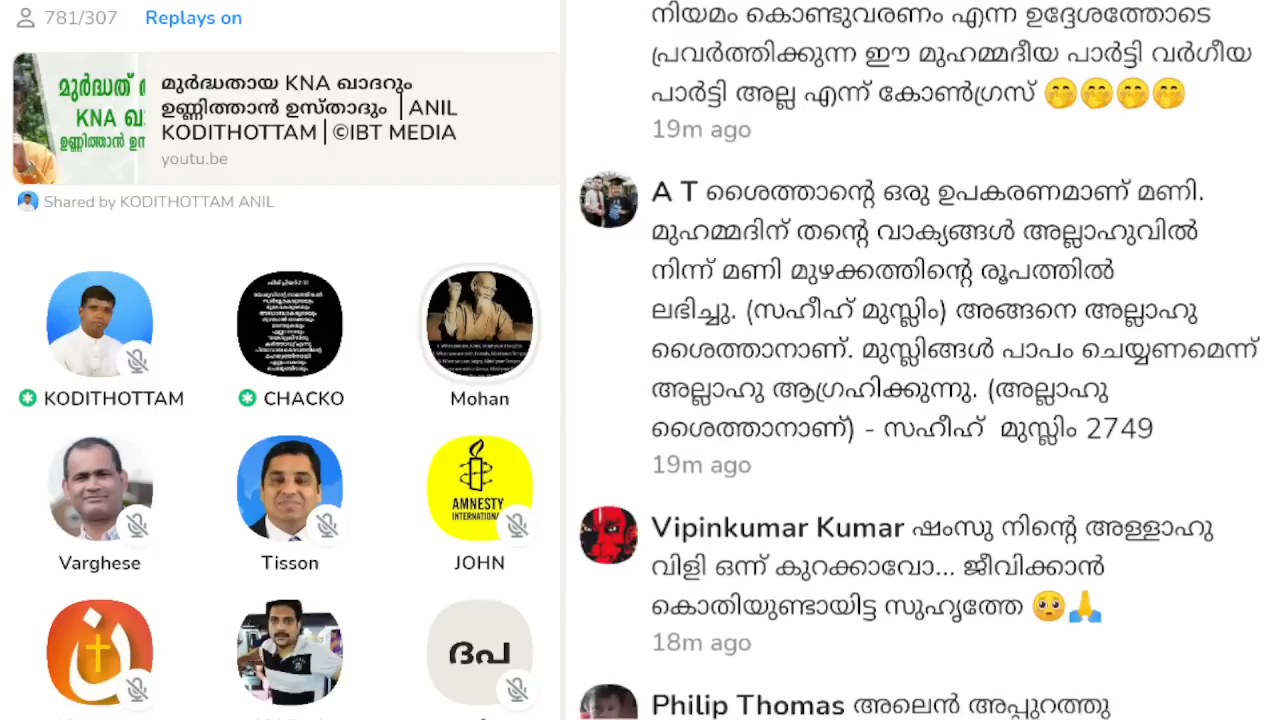 781/307 Replays on
മുർദ്ധത്
KNA
മുർദ്ധതായ KNA ഖാദറും
ഉണ്ണിത്താൻ ഉസ്താദും | ANIL
KODITHOTTAM | ©IBT MEDIA
youtu.be
Shared by KODITHOTTAM ANIL
KODITHOTTAM
CHACKO
Mohan
AMNESTY
INTERNATIONAL
Varghese
Tisson
JOHN
ദപ
നിയമം കൊണ്ടുവരണം എന്ന ഉദ്ദേശത്തോടെ
പ്രവർത്തിക്കുന്ന ഈ മുഹമ്മദീയ പാർട്ടി വർഗീയ
പാർട്ടി അല്ല എന്ന് കോൺഗ്രസ് 🤭🤭🤭🤭
19m ago
A T ശൈത്താന്റെ ഒരു ഉപകരണമാണ് മണി.
മുഹമ്മദിന് തന്റെ വാക്യങ്ങൾ അല്ലാഹുവിൽ
നിന്ന് മണി മുഴക്കത്തിന്റെ രൂപത്തിൽ
ലഭിച്ചു. (സഹീഹ് മുസ്ലിം) അങ്ങനെ അല്ലാഹു
ശൈത്താനാണ്. മുസ്ലിങ്ങൾ പാപം ചെയ്യണമെന്ന്
അല്ലാഹു ആഗ്രഹിക്കുന്നു. (അല്ലാഹു
ശൈത്താനാണ്) - സഹീഹ് മുസ്ലിം 2749
19m ago
Vipinkumar Kumar ഷംസു നിന്റെ അള്ളാഹു
വിളി ഒന്ന് കുറക്കാവോ... ജീവിക്കാൻ
കൊതിയുണ്ടായിട്ട സുഹൃത്തേ 🥺🙏
18m ago
Philip Thomas അലെൻ അപ്പുറത്തു